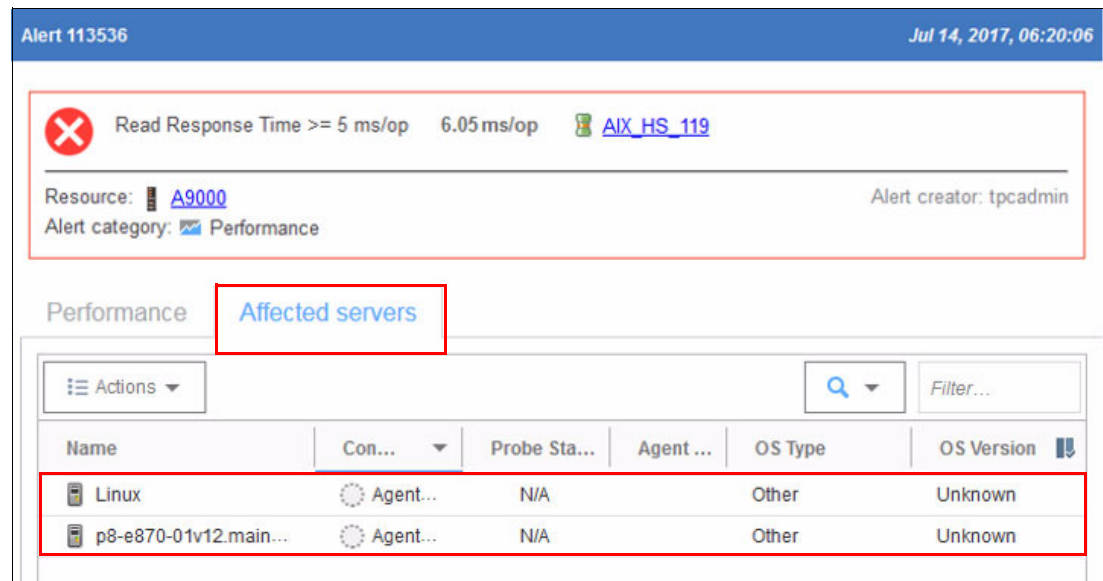 Alert 113536 Jul 14, 2017, 06:20:06
Read Response Time >= 5 ms/op 6.05 ms/op AIX_HS_119
Resource: A9000 Alert creator: tpcadmin
Alert category: Performance
Performance Affected servers
Actions Filter...
Name Con... Probe Sta... Agent ... OS Type OS Version
Linux Agent... N/A Other Unknown
p8-e870-01v12.main... Agent... N/A Other Unknown